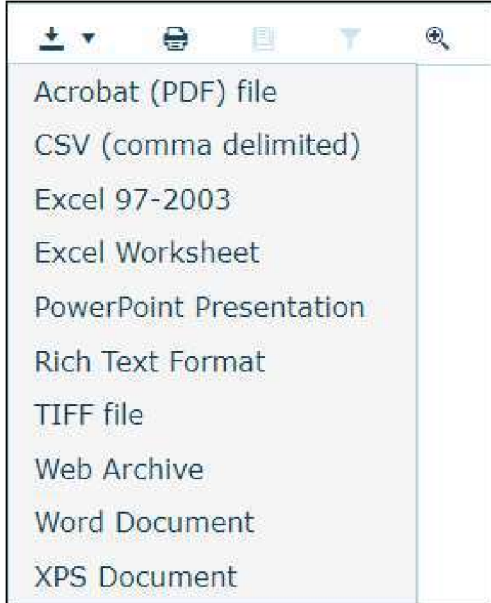 Acrobat (PDF) file
CSV (comma delimited)
Excel 97-2003
Excel Worksheet
PowerPoint Presentation
Rich Text Format
TIFF file
Web Archive
Word Document
XPS Document